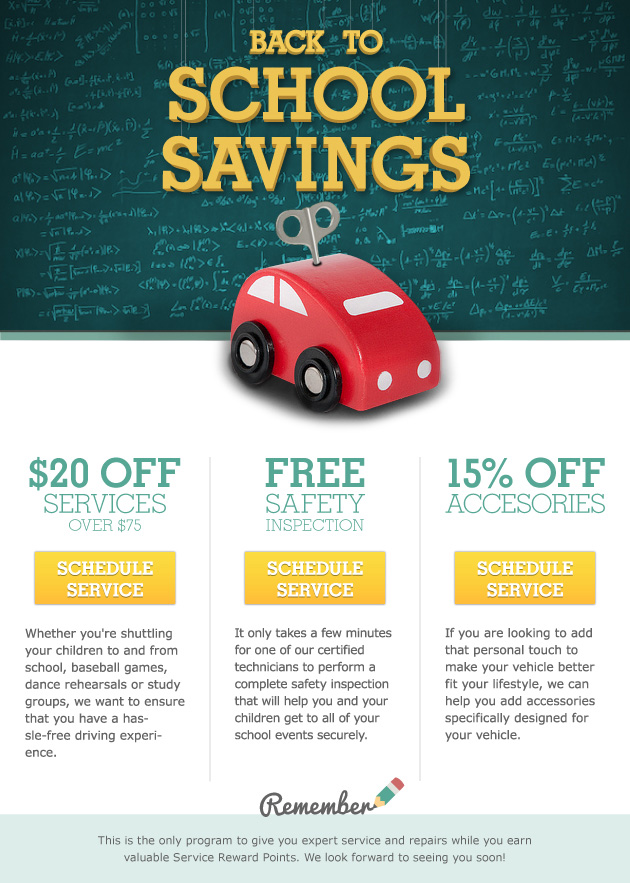 BACK TO
SCHOOL
SAVINGS
$20 OFF
SERVICES
OVER $75
SCHEDULE
SERVICE
Whether you're shuttling
your children to and from
school, baseball games,
dance rehearsals or study
groups, we want to ensure
that you have a has-
sle-free driving experi-
ence.
FREE
SAFETY
INSPECTION
SCHEDULE
SERVICE
It only takes a few minutes
for one of our certified
technicians to perform a
complete safety inspection
that will help you and your
children get to all of your
school events securely.
15% OFF
ACCESORIES
SCHEDULE
SERVICE
If you are looking to add
that personal touch to
make your vehicle better
fit your lifestyle, we can
help you add accessories
specifically designed for
your vehicle.
Remember
This is the only program to give you expert service and repairs while you earn
valuable Service Reward Points. We look forward to seeing you soon!